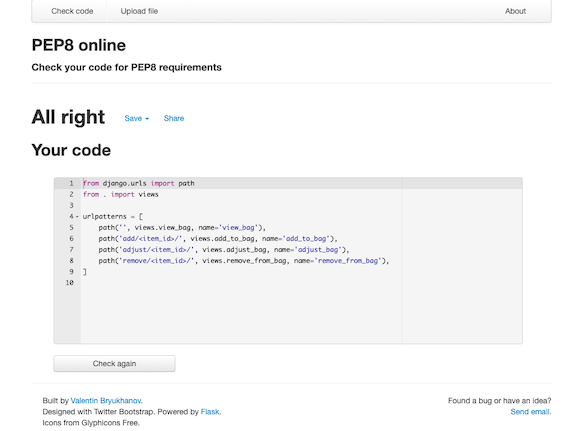 Check code Upload file About
PEP8 online
Check your code for PEP8 requirements
All right Save Share
Your code
1 from django.urls import path
2 from . import views
3
4 urlpatterns = [
5     path('', views.view_bag, name='view_bag'),
6     path('add/<item_id>/', views.add_to_bag, name='add_to_bag'),
7     path('adjust/<item_id>/', views.adjust_bag, name='adjust_bag'),
8     path('remove/<item_id>/', views.remove_from_bag, name='remove_from_bag'),
9 ]
10
Check again
Built by Valentin Bryukhanov. Found a bug or have an idea?
Designed with Twitter Bootstrap. Powered by Flask. Send email.
Icons from Glyphicons Free.